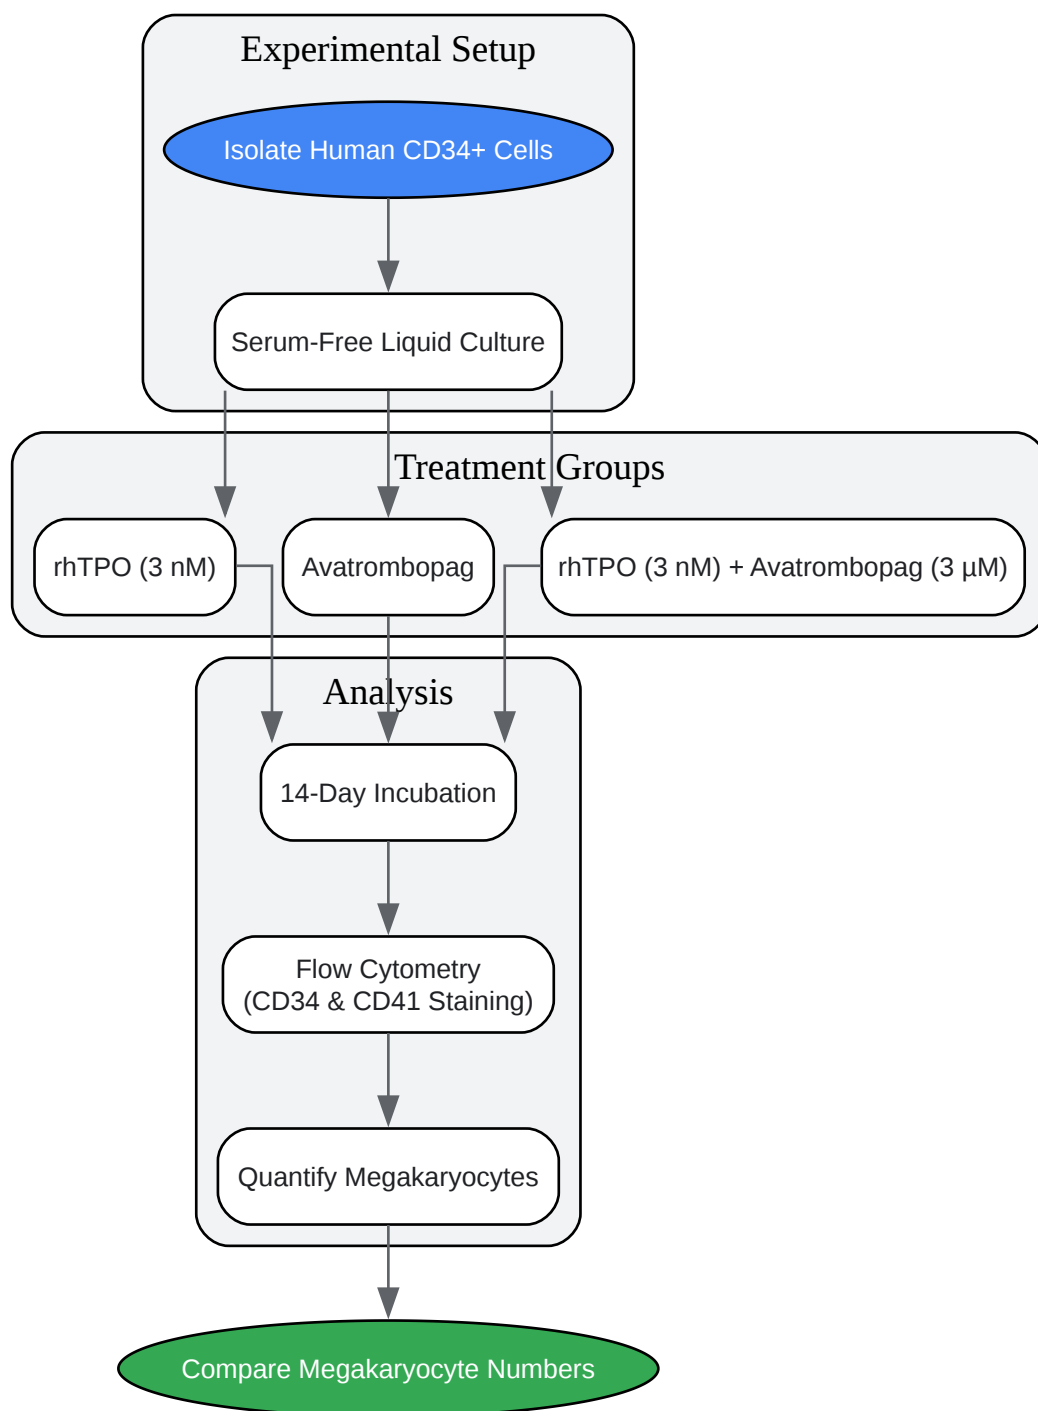 Experimental Setup
Isolate Human CD34+ Cells
Serum-Free Liquid Culture
Treatment Groups
rhTPO (3 nM)
Avatrombopag
rhTPO (3 nM) + Avatrombopag (3 µM)
Analysis
14-Day Incubation
Flow Cytometry
(CD34 & CD41 Staining)
Quantify Megakaryocytes
Compare Megakaryocyte Numbers